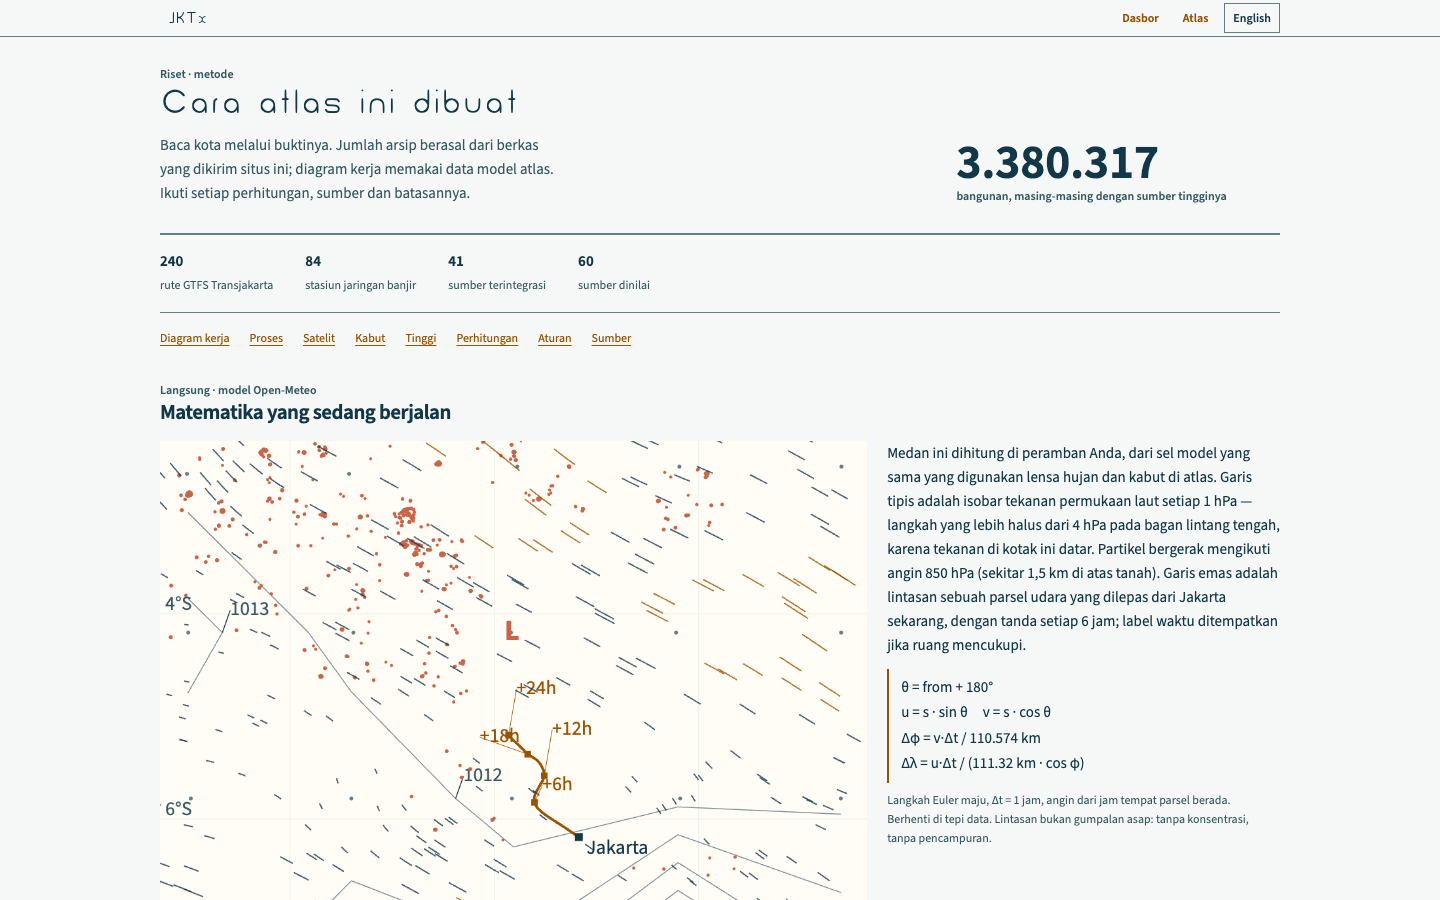 JKTx
Dasbor
Atlas
English
Riset · metode
Cara atlas ini dibuat
Baca kota melalui buktinya. Jumlah arsip berasal dari berkas
yang dikirim situs ini; diagram kerja memakai data model atlas.
Ikuti setiap perhitungan, sumber dan batasannya.
3.380.317
bangunan, masing-masing dengan sumber tingginya
240
rute GTFS Transjakarta
84
stasiun jaringan banjir
41
sumber terintegrasi
60
sumber dinilai
Diagram kerja
Proses
Satelit
Kabut
Tinggi
Perhitungan
Aturan
Sumber
Langsung · model Open-Meteo
Matematika yang sedang berjalan
4°S
1013
L
+24h
+18h
+12h
1012
+6h
6°S
Jakarta
Medan ini dihitung di peramban Anda, dari sel model yang
sama yang digunakan lensa hujan dan kabut di atlas. Garis
tipis adalah isobar tekanan permukaan laut setiap 1 hPa —
langkah yang lebih halus dari 4 hPa pada bagan lintang tengah,
karena tekanan di kotak ini datar. Partikel bergerak mengikuti
angin 850 hPa (sekitar 1,5 km di atas tanah). Garis emas adalah
lintasan sebuah parsel udara yang dilepas dari Jakarta
sekarang, dengan tanda setiap 6 jam; label waktu ditempatkan
jika ruang mencukupi.
θ = from + 180°
u = s · sin θ v = s · cos θ
Δφ = v·Δt / 110.574 km
Δλ = u·Δt / (111.32 km · cos φ)
Langkah Euler maju, Δt = 1 jam, angin dari jam tempat parsel berada.
Berhenti di tepi data. Lintasan bukan gumpalan asap: tanpa konsentrasi,
tanpa pencampuran.